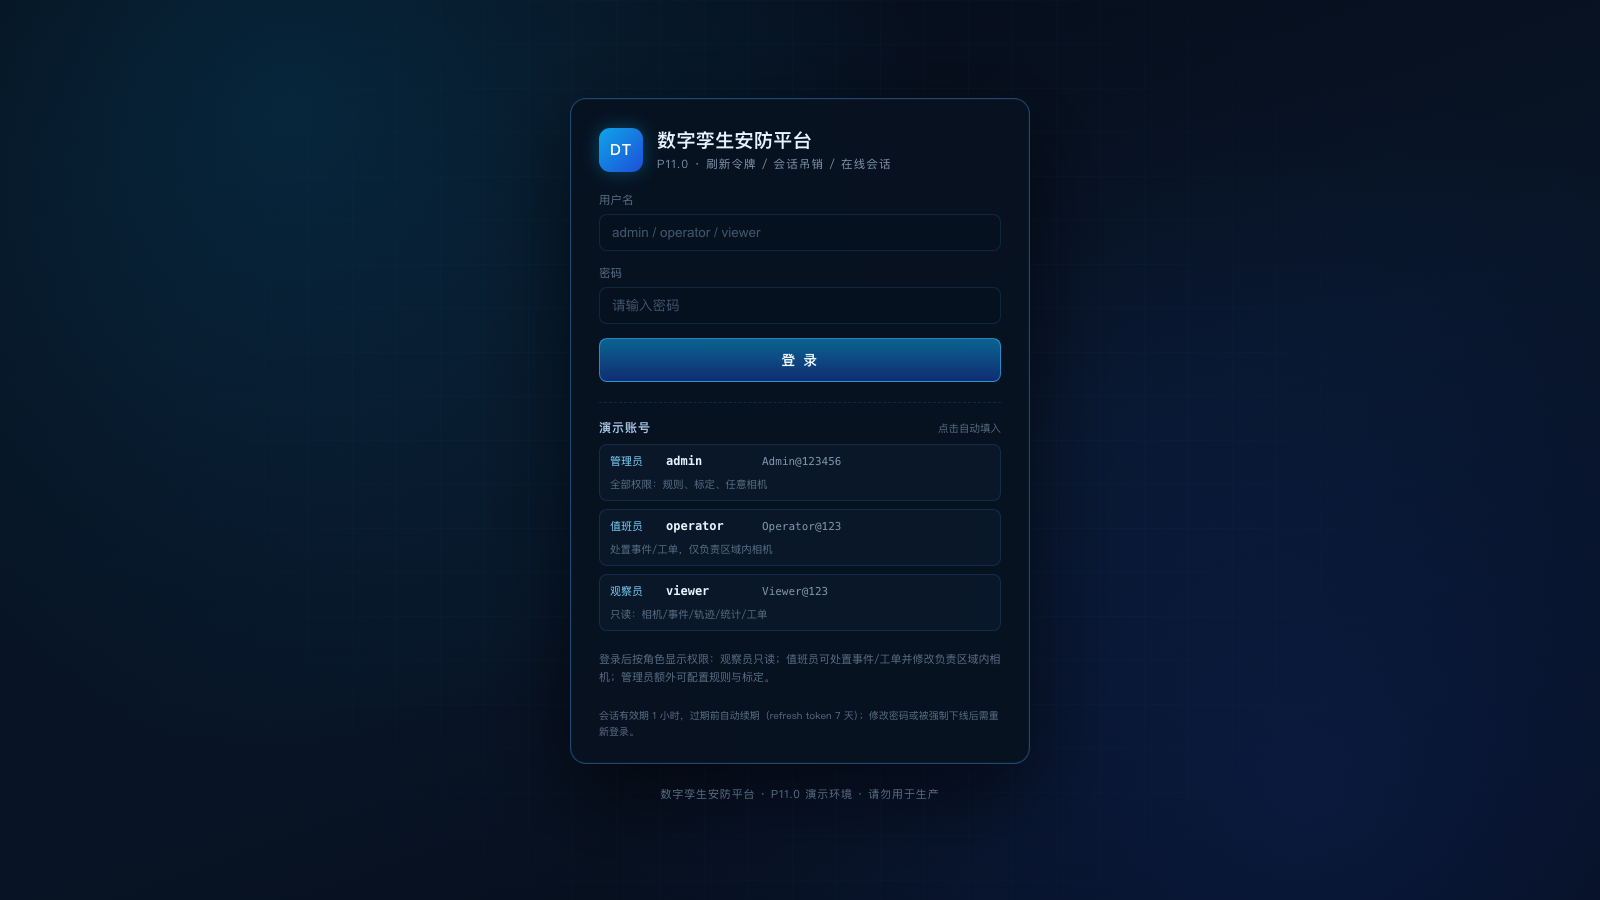 DT
数字孪生安防平台
P11.0 · 刷新令牌 / 会话吊销 / 在线会话
用户名
admin / operator / viewer
密码
请输入密码
登 录
演示账号 点击自动填入
管理员 admin Admin@123456
全部权限：规则、标定、任意相机
值班员 operator Operator@123
处置事件/工单，仅负责区域内相机
观察员 viewer Viewer@123
只读：相机/事件/轨迹/统计/工单
登录后按角色显示权限：观察员只读；值班员可处置事件/工单并修改负责区域内相
机；管理员额外可配置规则与标定。
会话有效期 1 小时，过期前自动续期（refresh token 7 天）；修改密码或被强制下线后需重
新登录。
数字孪生安防平台 · P11.0 演示环境 · 请勿用于生产